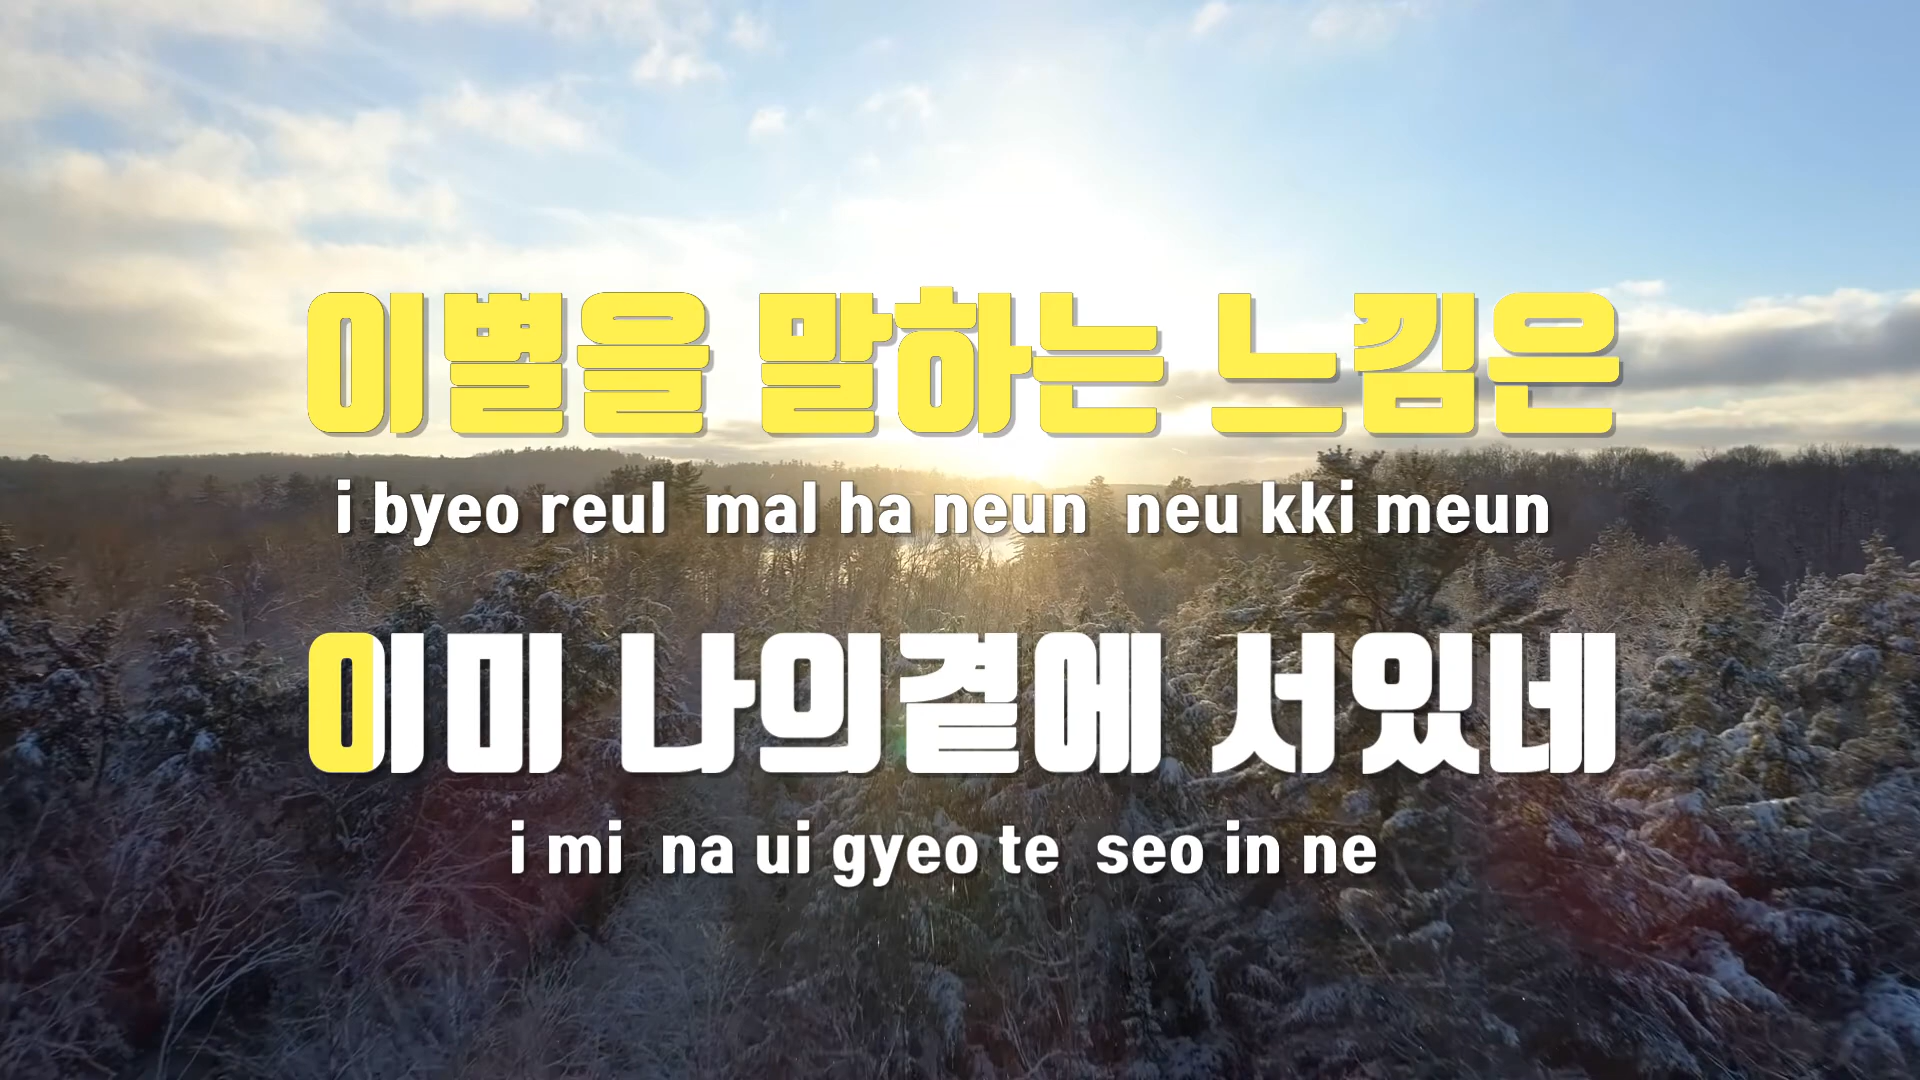 이별을 말하는 느낌은
i byeo reul mal ha neun neu kki meun
이미 나의곁에 서있네
i mi na ui gyeo te seo in ne